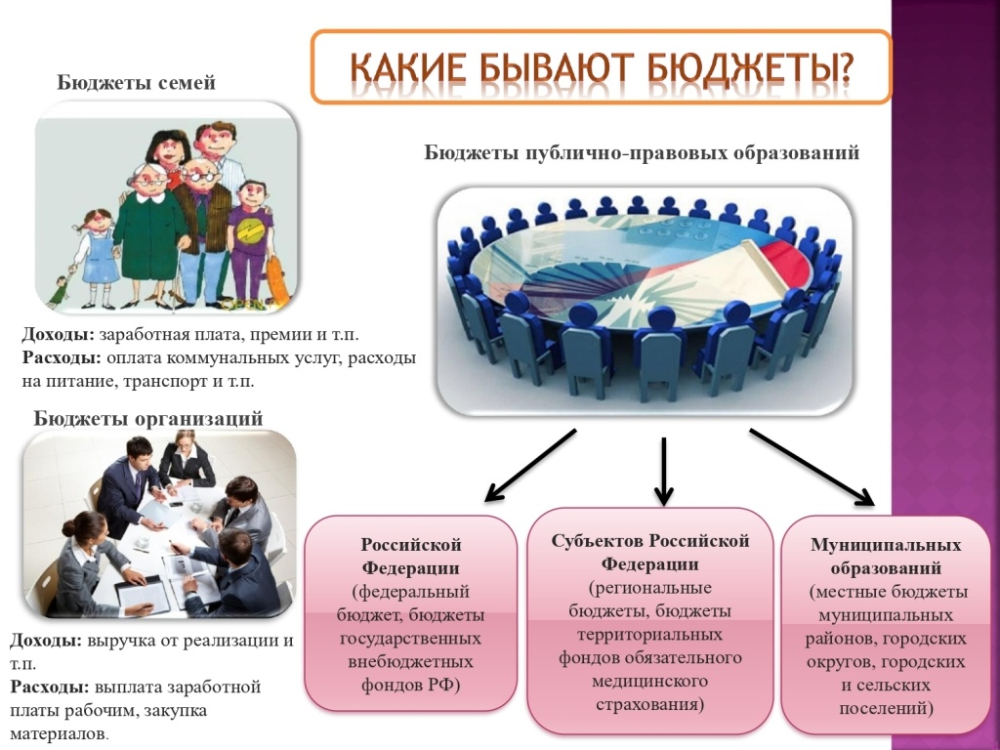 КАКИЕ БЫВАЮТ БЮДЖЕТЫ?
Бюджеты семей
Доходы: заработная плата, премии и т.п.
Расходы: оплата коммунальных услуг, расходы
на питание, транспорт и т.п.
Бюджеты организаций
Доходы: выручка от реализации и
т.п.
Расходы: выплата заработной
платы рабочим, закупка
материалов.
Бюджеты публично-правовых образований
Российской
Федерации
(федеральный
бюджет, бюджеты
государственных
внебюджетных
фондов РФ)
Субъектов Российской
Федерации
(региональные
бюджеты, бюджеты
территориальных
фондов обязательного
медицинского
страхования)
Муниципальных
образований
(местные бюджеты
муниципальных
районов, городских
округов, городских
и сельских
поселений)